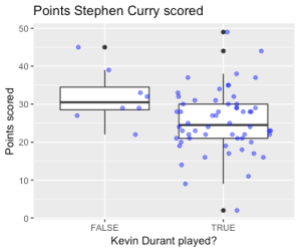 Points Stephen Curry scored
Points scored
50
40
30
20
10
0
FALSE
TRUE
Kevin Durant played?